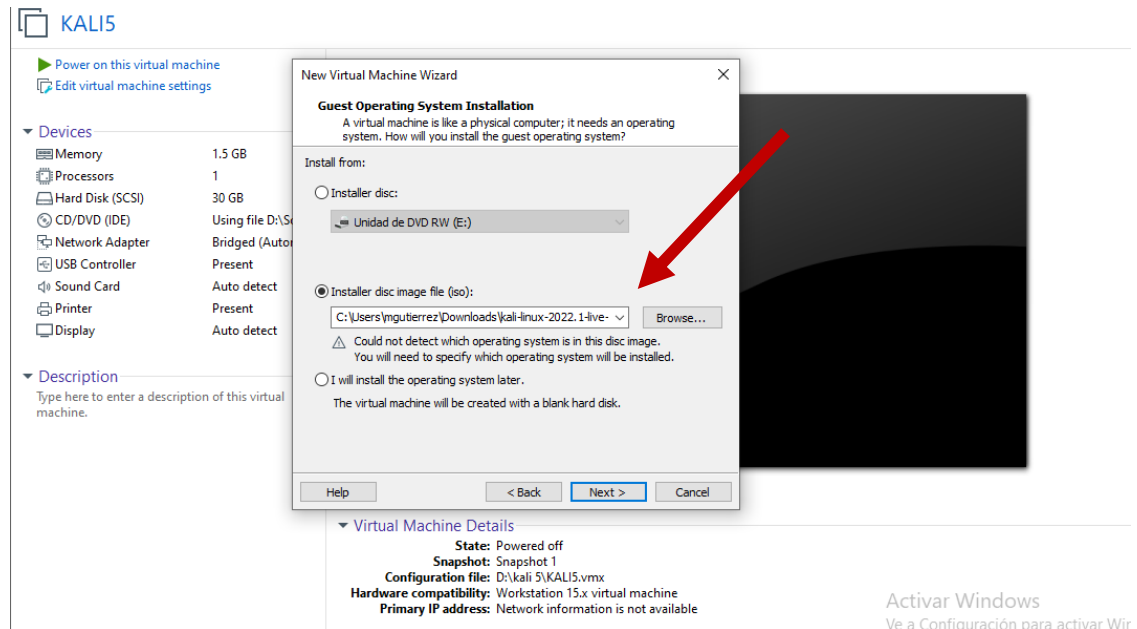 KALI5
Power on this virtual machine
Edit virtual machine settings
Devices
Memory 1.5 GB
Processors 1
Hard Disk (SCSI) 30 GB
CD/DVD (IDE) Using file D:\S
Network Adapter Bridged (Auto
USB Controller Present
Sound Card Auto detect
Printer Present
Display Auto detect
Description
Type here to enter a description of this virtual
machine.
New Virtual Machine Wizard
Guest Operating System Installation
A virtual machine is like a physical computer; it needs an operating
system. How will you install the guest operating system?
Install from:
Installer disc:
Unidad de DVD RW (E:)
Installer disc image file (iso):
C:\Users\mgutierrez\Downloads\kali-linux-2022.1-live-
Browse...
Could not detect which operating system is in this disc image.
You will need to specify which operating system will be installed.
I will install the operating system later.
The virtual machine will be created with a blank hard disk.
Help < Back Next > Cancel
Virtual Machine Details
State: Powered off
Snapshot: Snapshot 1
Configuration file: D:\kali 5\KALI5.vmx
Hardware compatibility: Workstation 15.x virtual machine
Primary IP address: Network information is not available
Activar Windows
Ve a Configuración para activar Win